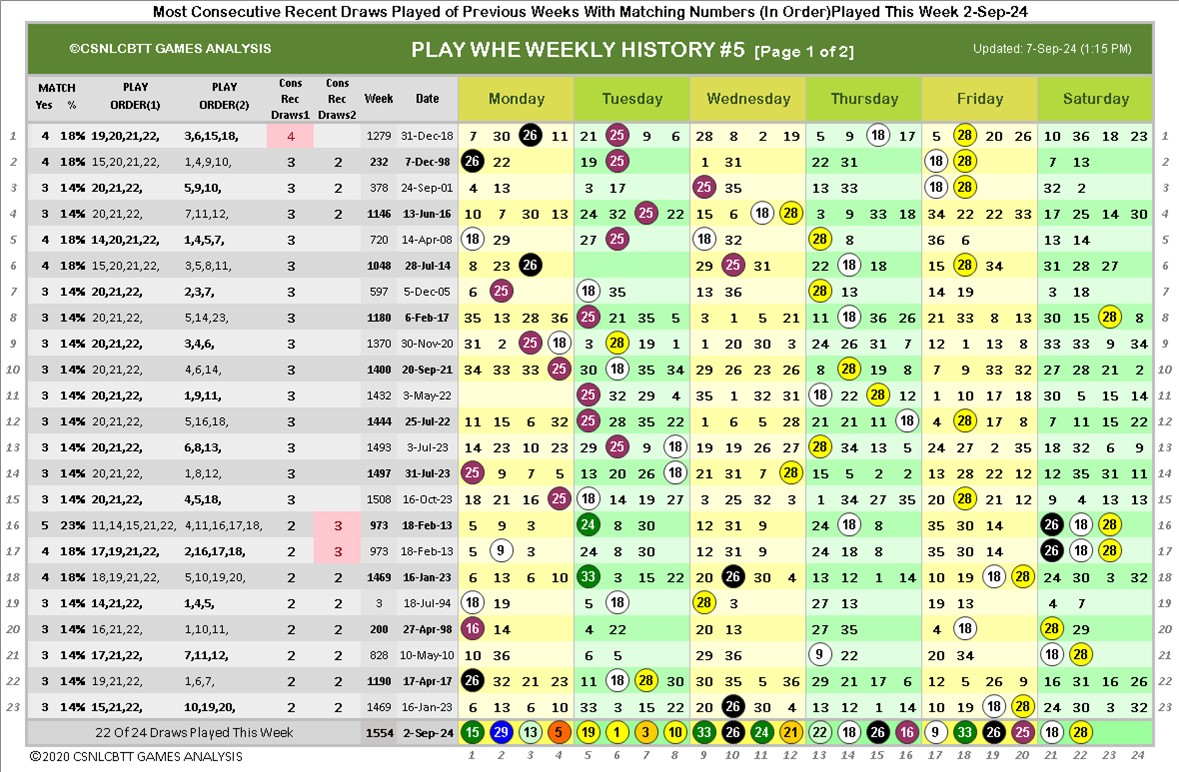 Most Consecutive Recent Draws Played of Previous Weeks With Matching Numbers (In Order)Played This Week 2-Sep-24
©CSNLCBTT GAMES ANALYSIS PLAY WHE WEEKLY HISTORY #5 [Page 1 of 2] Updated: 7-Sep-24 (1:15 PM)
MATCH Yes % PLAY ORDER(1) PLAY ORDER(2) Cons Rec Draws1 Cons Rec Draws2 Week Date Monday Tuesday Wednesday Thursday Friday Saturday
1 4 18% 19,20,21,22, 3,6,15,18, 4 1279 31-Dec-18 7 30 26 11 21 25 9 6 28 8 2 19 5 9 18 17 5 28 20 26 10 36 18 23 1
2 4 18% 15,20,21,22, 1,4,9,10, 3 2 232 7-Dec-98 26 22 19 25 1 31 22 31 18 28 7 13 2
3 3 14% 20,21,22, 5,9,10, 3 2 378 24-Sep-01 4 13 3 17 25 35 13 33 18 28 32 2 3
4 3 14% 20,21,22, 7,11,12, 3 2 1146 13-Jun-16 10 7 30 13 24 32 25 22 15 6 18 28 3 9 33 18 34 22 22 33 17 25 14 30 4
5 4 18% 14,20,21,22, 1,4,5,7, 3 720 14-Apr-08 18 29 27 25 18 32 28 8 36 6 13 14 5
6 4 18% 15,20,21,22, 3,5,8,11, 3 1048 28-Jul-14 8 23 26 29 25 31 22 18 18 15 28 34 31 28 27 6
7 3 14% 20,21,22, 2,3,7, 3 597 5-Dec-05 6 25 18 35 13 36 28 13 14 19 3 18 7
8 3 14% 20,21,22, 5,14,23, 3 1180 6-Feb-17 35 13 28 36 25 21 35 5 3 1 5 21 11 18 36 26 21 33 8 13 30 15 28 8 8
9 3 14% 20,21,22, 3,4,6, 3 1370 30-Nov-20 31 2 25 18 3 28 19 1 1 20 30 3 24 26 31 7 12 1 13 8 33 33 9 34 9
10 3 14% 20,21,22, 4,6,14, 3 1400 20-Sep-21 34 33 33 25 30 18 35 34 29 26 23 26 8 28 19 8 7 9 33 32 27 28 21 2 10
11 3 14% 20,21,22, 1,9,11, 3 1432 3-May-22 25 32 29 4 35 1 32 31 18 22 28 12 1 10 17 18 30 5 15 14 11
12 3 14% 20,21,22, 5,16,18, 3 1444 25-Jul-22 11 15 6 32 25 28 35 22 1 6 5 28 21 21 11 18 4 28 17 8 7 11 15 22 12
13 3 14% 20,21,22, 6,8,13, 3 1493 3-Jul-23 14 23 10 23 29 25 9 18 19 19 26 27 28 34 13 5 24 27 2 35 18 32 6 9 13
14 3 14% 20,21,22, 1,8,12, 3 1497 31-Jul-23 25 9 7 5 13 20 26 18 21 31 7 28 15 5 2 2 13 28 22 12 12 35 31 11 14
15 3 14% 20,21,22, 4,5,18, 3 1508 16-Oct-23 18 21 16 25 18 14 19 27 3 25 32 3 1 34 27 35 20 28 21 12 9 4 13 13 15
16 5 23% 11,14,15,21,22, 4,11,16,17,18, 2 3 973 18-Feb-13 5 9 3 24 8 30 12 31 9 24 18 8 35 30 14 26 18 28 16
17 4 18% 17,19,21,22, 2,16,17,18, 2 3 973 18-Feb-13 5 9 3 24 8 30 12 31 9 24 18 8 35 30 14 26 18 28 17
18 4 18% 18,19,21,22, 5,10,19,20, 2 2 1469 16-Jan-23 6 13 6 10 33 3 15 22 20 26 30 4 13 12 1 14 10 19 18 28 24 30 3 32 18
19 3 14% 14,21,22, 1,4,5, 2 2 3 18-Jul-94 18 19 5 18 28 3 27 13 19 13 4 7 19
20 3 14% 16,21,22, 1,10,11, 2 2 200 27-Apr-98 16 14 4 22 20 13 27 35 4 18 28 29 20
21 3 14% 17,21,22, 7,11,12, 2 2 828 10-May-10 10 36 6 5 29 36 9 22 20 34 18 28 21
22 3 14% 19,21,22, 1,6,7, 2 2 1190 17-Apr-17 26 32 21 23 11 18 28 30 30 35 5 36 29 21 17 6 12 5 26 9 16 31 16 26 22
23 3 14% 15,21,22, 10,19,20, 2 2 1469 16-Jan-23 6 13 6 10 33 3 15 22 20 26 30 4 13 12 1 14 10 19 18 28 24 30 3 32 23
22 Of 24 Draws Played This Week 1554 2-Sep-24 15 29 13 5 19 1 3 10 33 26 24 21 22 18 26 16 9 33 26 25 18 28
©2020 CSNLCBTT GAMES ANALYSIS 1 2 3 4 5 6 7 8 9 10 11 12 13 14 15 16 17 18 19 20 21 22 23 24